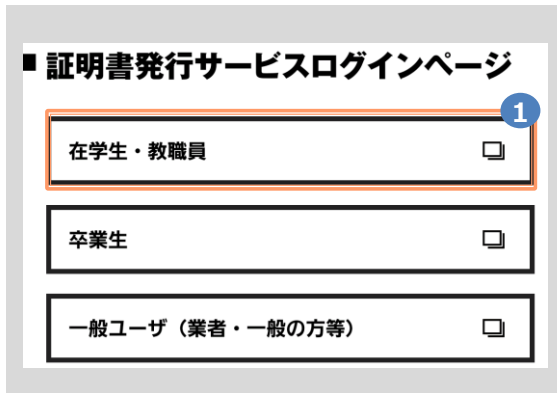 ■ 証明書発行サービスログインページ
1
在学生・教職員
卒業生
一般ユーザ（業者・一般の方等）